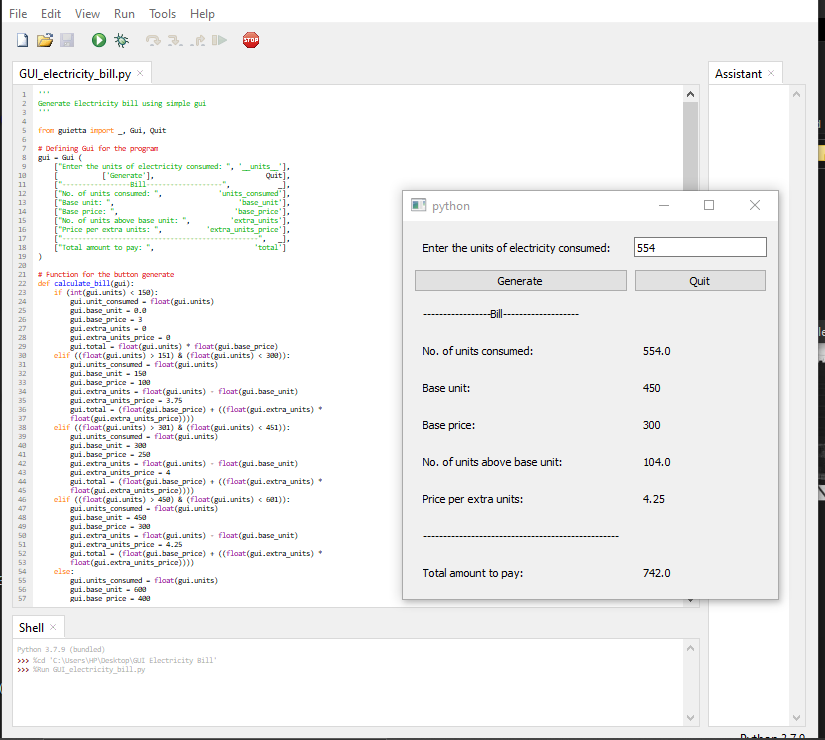 File Edit View Run Tools Help
STOP
GUI_electricity_bill.py ×
1 '''
2 Generate Electricity bill using simple gui
3 '''
4
5 from guietta import _, Gui, Quit
6
7 # Defining Gui for the program
8 gui = Gui (
9 ["Enter the units of electricity consumed: ", '__units__'],
10 ['Generate'], Quit],
11 ["-----------------Bill-------------------", _],
12 ["No. of units consumed: ", 'units_consumed'],
13 ["Base unit: ", 'base_unit'],
14 ["Base price: ", 'base_price'],
15 ["No. of units above base unit: ", 'extra_units'],
16 ["Price per extra units: ", 'extra_units_price'],
17 ["-------------------------------------------------", _],
18 ["Total amount to pay: ", 'total']
19 )
20
21 # Function for the button generate
22 def calculate_bill(gui):
23 if (int(gui.units) < 150):
24 gui.unit_consumed = float(gui.units)
25 gui.base_unit = 0.0
26 gui.base_price = 3
27 gui.extra_units = 0
28 gui.extra_units_price = 0
29 gui.total = float(gui.units) * float(gui.base_price)
30 elif ((float(gui.units) > 151) & (float(gui.units) < 300)):
31 gui.units_consumed = float(gui.units)
32 gui.base_unit = 150
33 gui.base_price = 100
34 gui.extra_units = float(gui.units) - float(gui.base_unit)
35 gui.extra_units_price = 3.75
36 gui.total = (float(gui.base_price) + ((float(gui.extra_units) *
37 float(gui.extra_units_price))))
38 elif ((float(gui.units) > 301) & (float(gui.units) < 451)):
39 gui.units_consumed = float(gui.units)
40 gui.base_unit = 300
41 gui.base_price = 250
42 gui.extra_units = float(gui.units) - float(gui.base_unit)
43 gui.extra_units_price = 4
44 gui.total = (float(gui.base_price) + ((float(gui.extra_units) *
45 float(gui.extra_units_price))))
46 elif ((float(gui.units) > 450) & (float(gui.units) < 601)):
47 gui.units_consumed = float(gui.units)
48 gui.base_unit = 450
49 gui.base_price = 300
50 gui.extra_units = float(gui.units) - float(gui.base_unit)
51 gui.extra_units_price = 4.25
52 gui.total = (float(gui.base_price) + ((float(gui.extra_units) *
53 float(gui.extra_units_price))))
54 else:
55 gui.units_consumed = float(gui.units)
56 gui.base_unit = 600
57 gui.base_price = 400
Assistant ×
python
Enter the units of electricity consumed: 554
Generate Quit
-----------------Bill-------------------
No. of units consumed: 554.0
Base unit: 450
Base price: 300
No. of units above base unit: 104.0
Price per extra units: 4.25
-------------------------------------------------
Total amount to pay: 742.0
Shell ×
Python 3.7.9 (bundled)
>>> %cd 'C:\Users\HP\Desktop\GUI Electricity Bill'
>>> %Run GUI_electricity_bill.py
Python 3.7.9